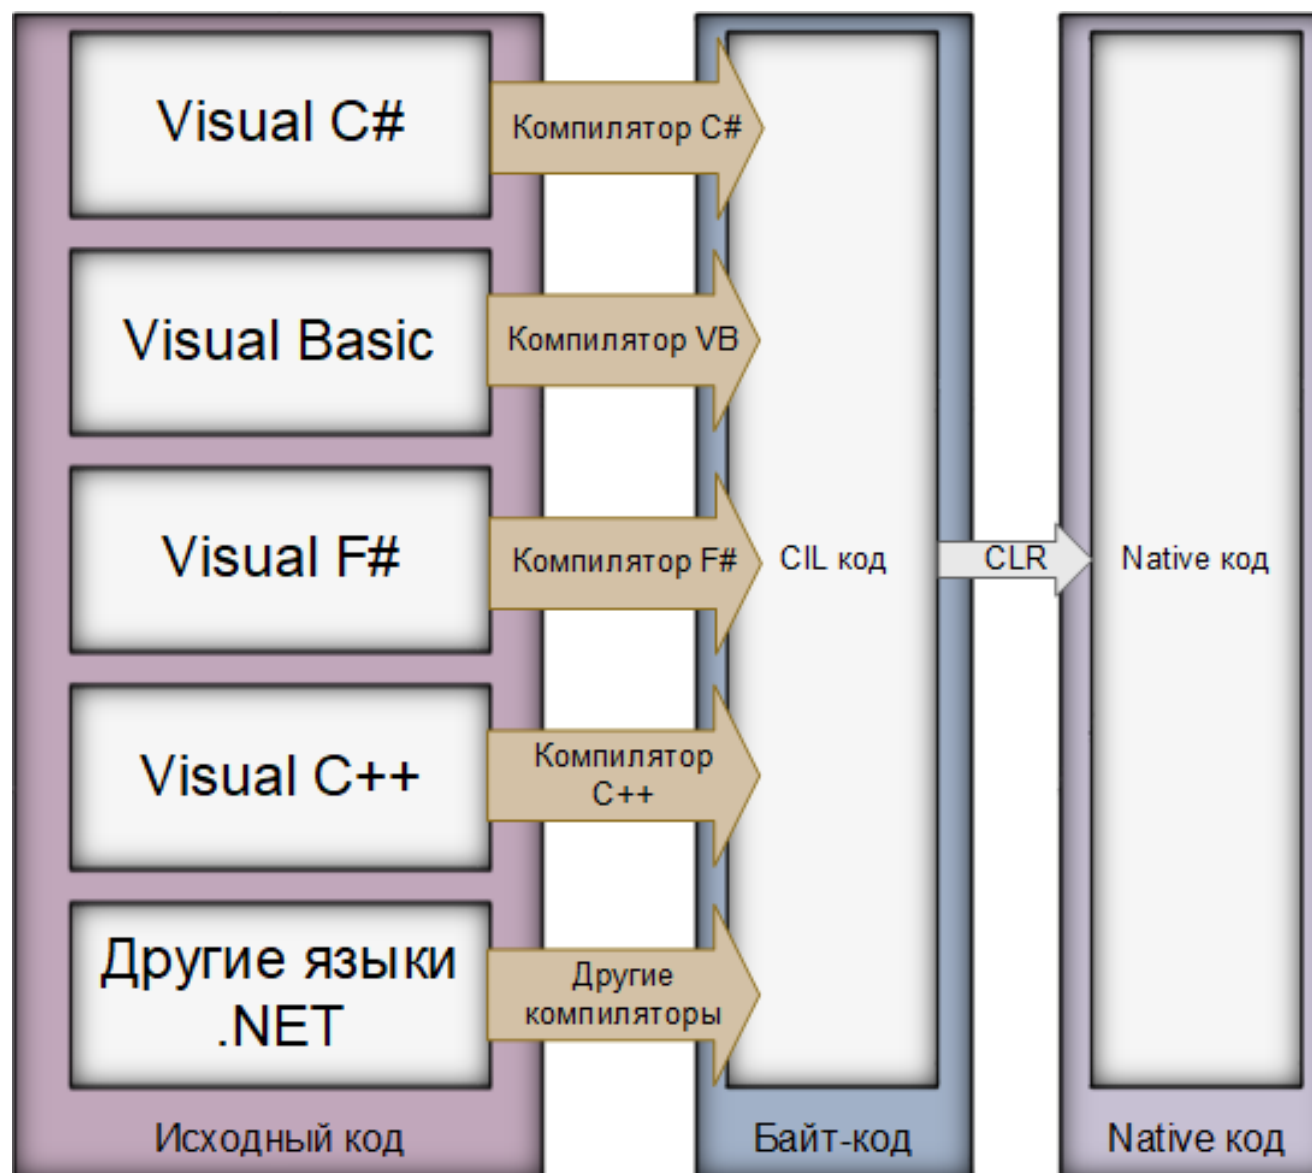 Visual C#
Компилятор C#
Visual Basic
Компилятор VB
Visual F#
Компилятор F#
CIL код
CLR
Native код
Visual C++
Компилятор
C++
Другие языки
.NET
Другие
компиляторы
Исходный код
Байт-код
Native код